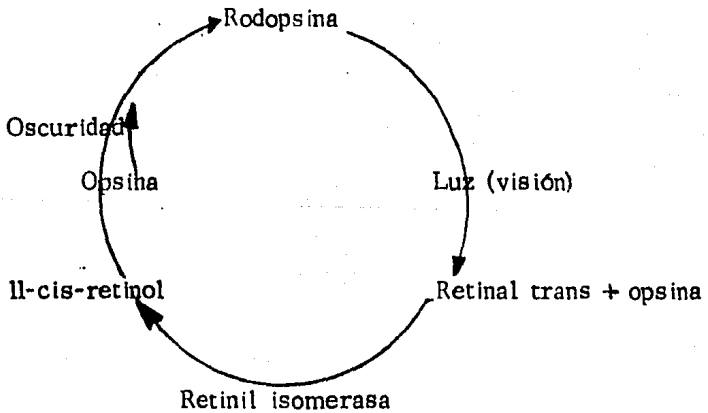 Rodopsina
Oscuridad
Opsina
Luz (visión)
11-cis-retinol
Retinal trans + opsina
Retinil isomerasa